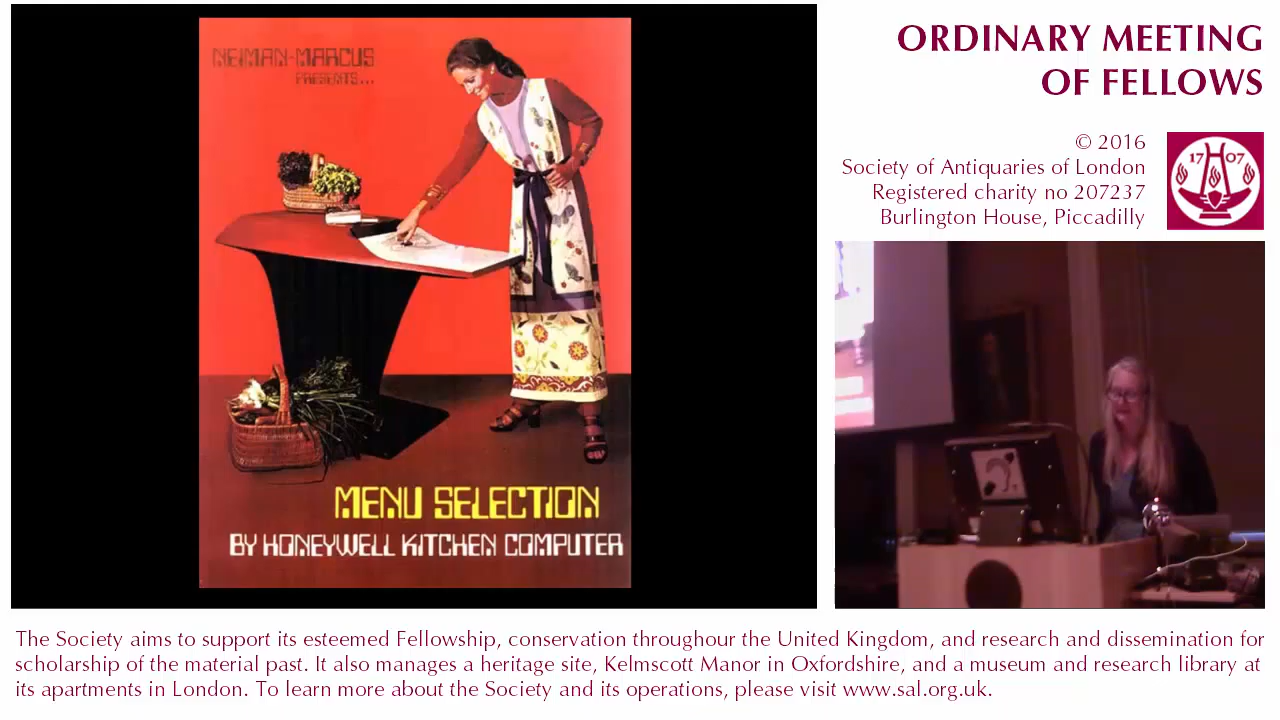 NEIMAN-MARCUS
PRESENTS...
MENU SELECTION
BY HONEYWELL KITCHEN COMPUTER
ORDINARY MEETING
OF FELLOWS
© 2016
Society of Antiquaries of London
Registered charity no 207237
Burlington House, Piccadilly
17 07
The Society aims to support its esteemed Fellowship, conservation throughour the United Kingdom, and research and dissemination for
scholarship of the material past. It also manages a heritage site, Kelmscott Manor in Oxfordshire, and a museum and research library at
its apartments in London. To learn more about the Society and its operations, please visit www.sal.org.uk.